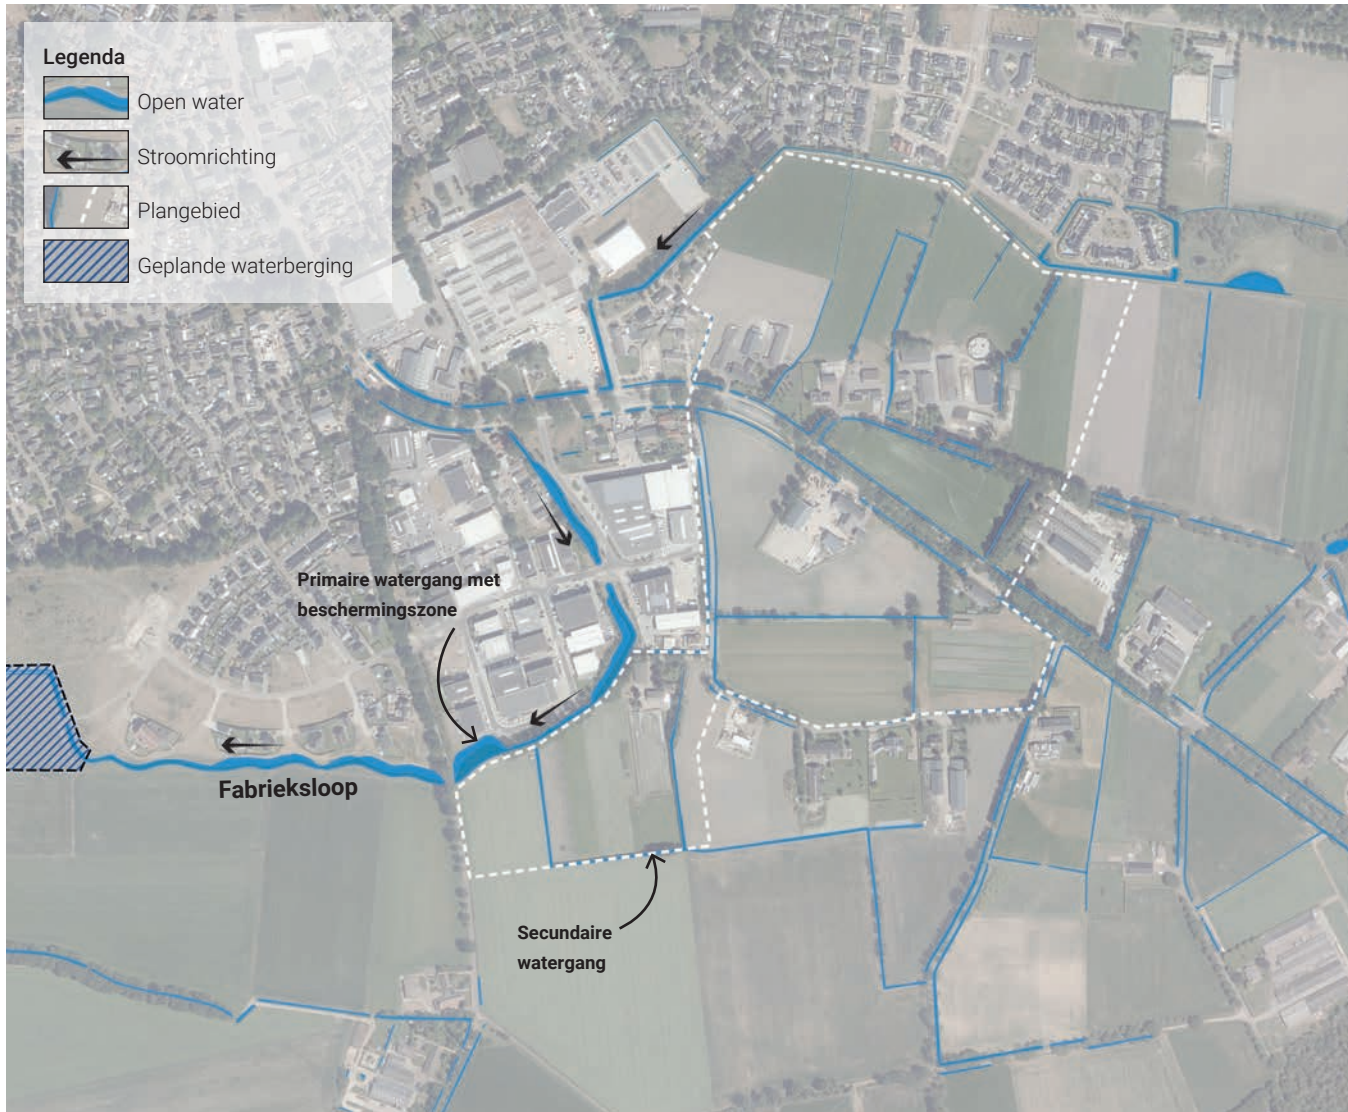 Legenda
Open water
Stroomrichting
Plangebied
Geplande waterberging
Primaire watergang met
beschermingszone
Fabrieksloop
Secundaire
watergang